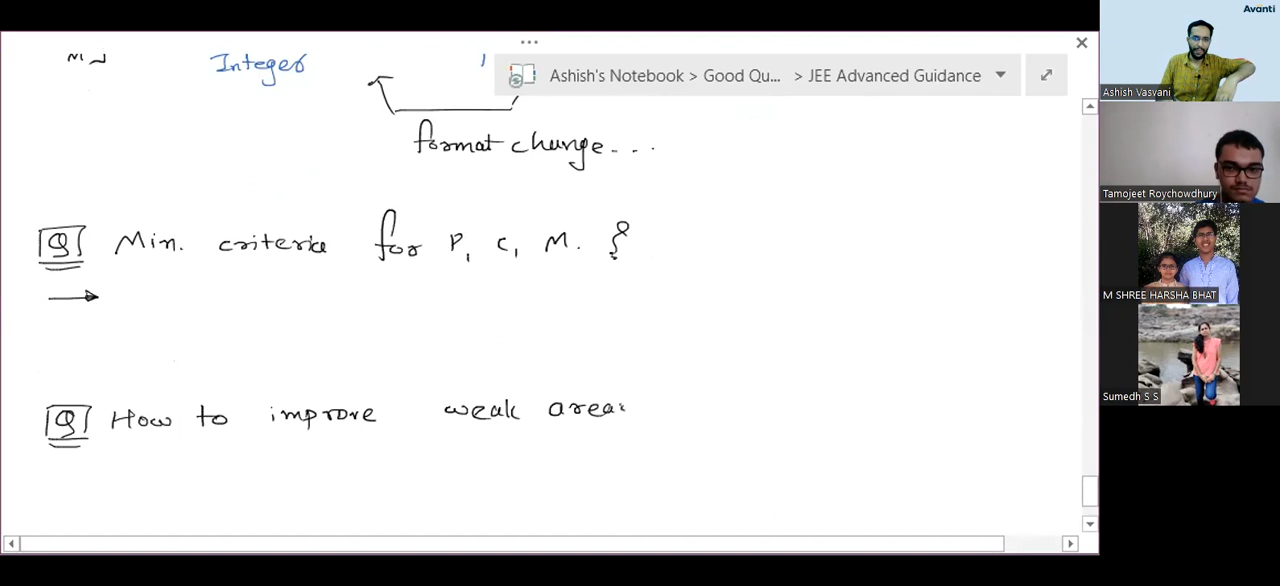 Avanti
Integer
Ashish's Notebook > Good Qu... > JEE Advanced Guidance
Ashish Vasvani
format change...
Tamojeet Roychowdhury
Q Min. criteria for P, C, M. ?
M SHREE HARSHA BHAT
Sumedh S S
Q How to improve weak areas